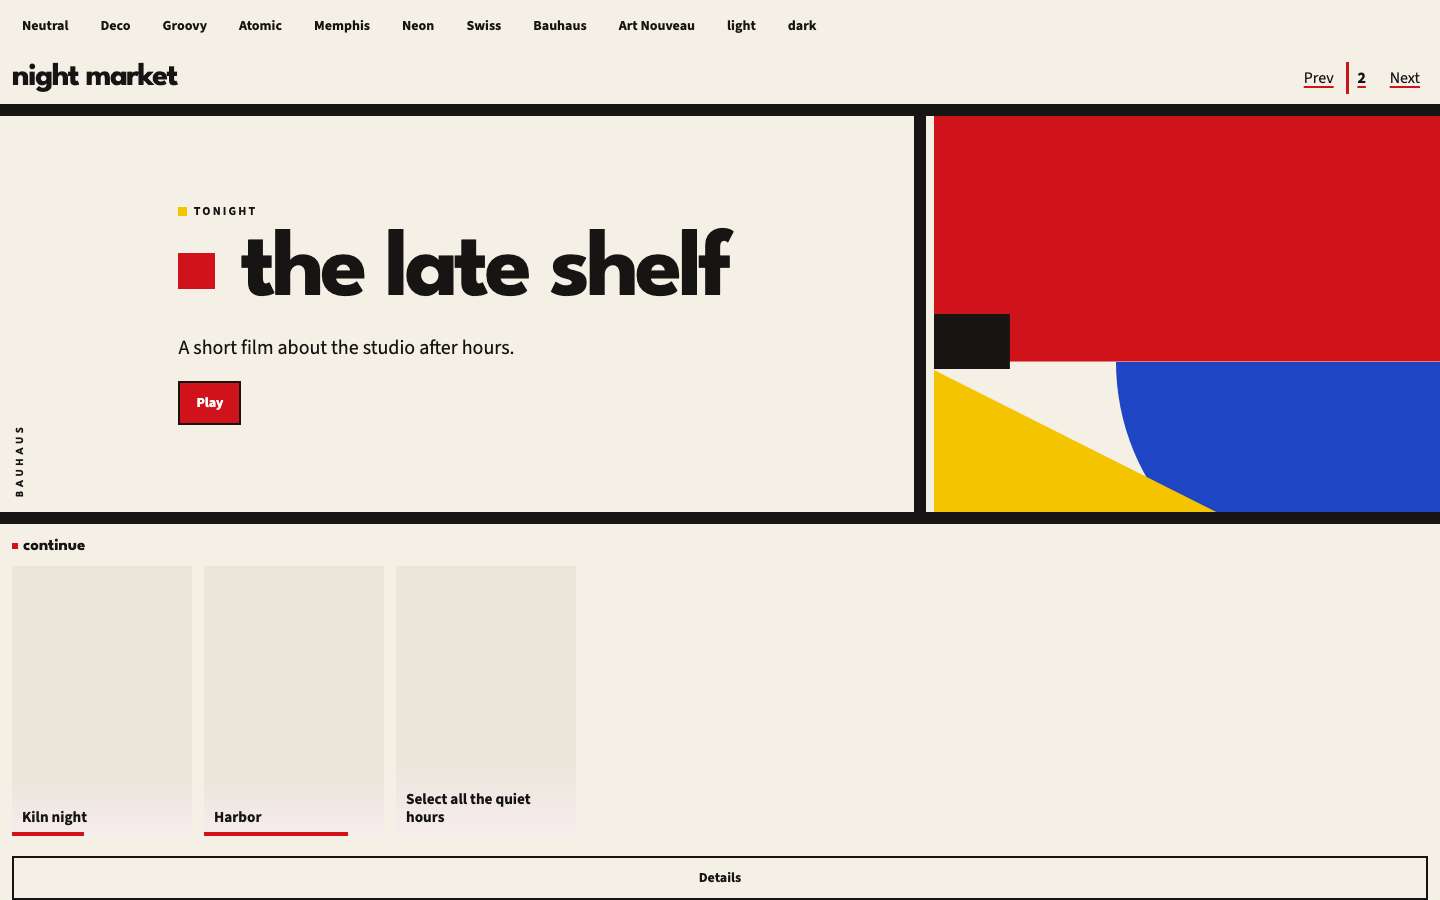 Neutral Deco Groovy Atomic Memphis Neon Swiss Bauhaus Art Nouveau light dark
night market
Prev 2 Next
TONIGHT
the late shelf
A short film about the studio after hours.
Play
BAUHAUS
continue
Kiln night
Harbor
Select all the quiet
hours
Details